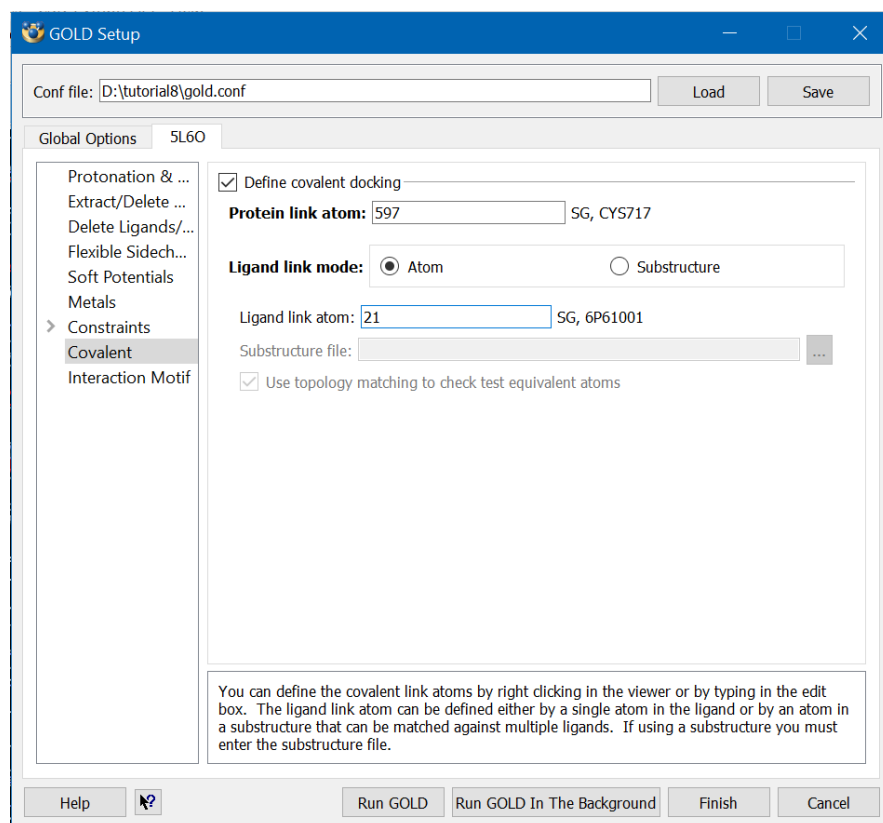 GOLD Setup
Conf file: D:\tutorial8\gold.conf Load Save
Global Options 5L6O
Protonation & ...
Extract/Delete ...
Delete Ligands/...
Flexible Sidech...
Soft Potentials
Metals
Constraints
Covalent
Interaction Motif
Define covalent docking
Protein link atom: 597 SG, CYS717
Ligand link mode: Atom Substructure
Ligand link atom: 21 SG, 6P61001
Substructure file: ...
Use topology matching to check test equivalent atoms
You can define the covalent link atoms by right clicking in the viewer or by typing in the edit
box. The ligand link atom can be defined either by a single atom in the ligand or by an atom in
a substructure that can be matched against multiple ligands. If using a substructure you must
enter the substructure file.
Help ? Run GOLD Run GOLD In The Background Finish Cancel